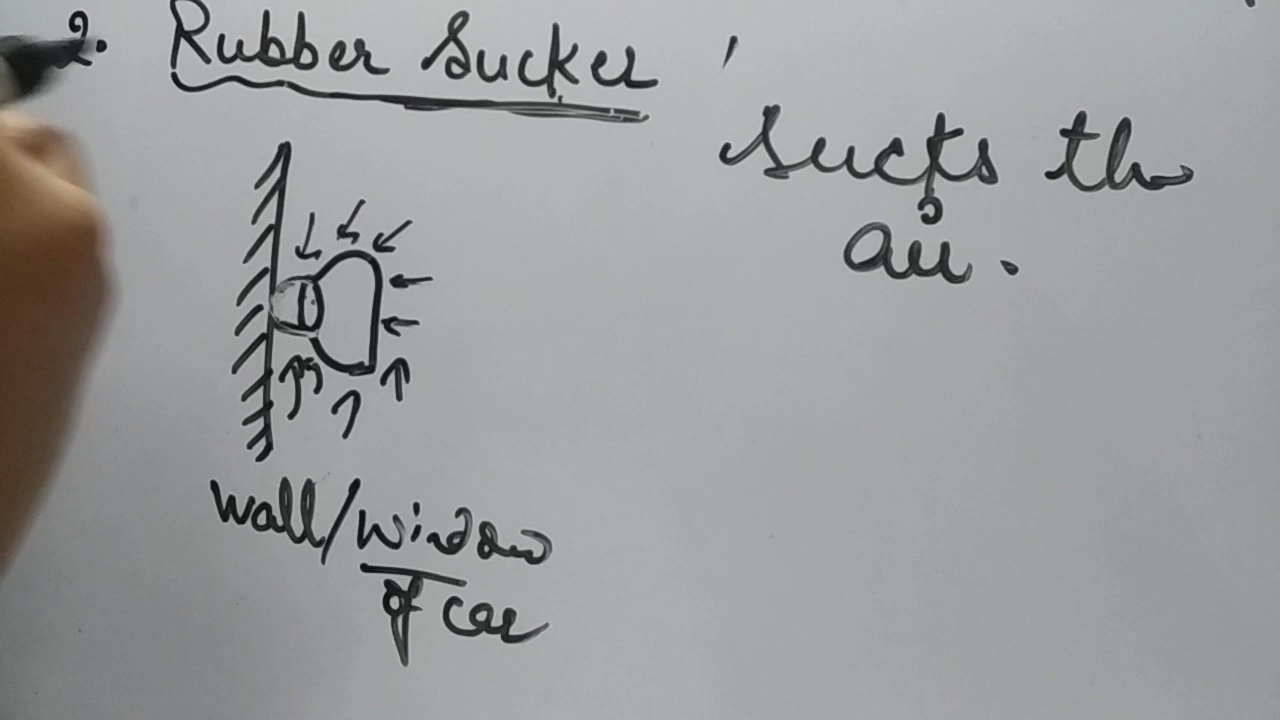 2. Rubber Sucker
sucks the
air.
wall/window
of car